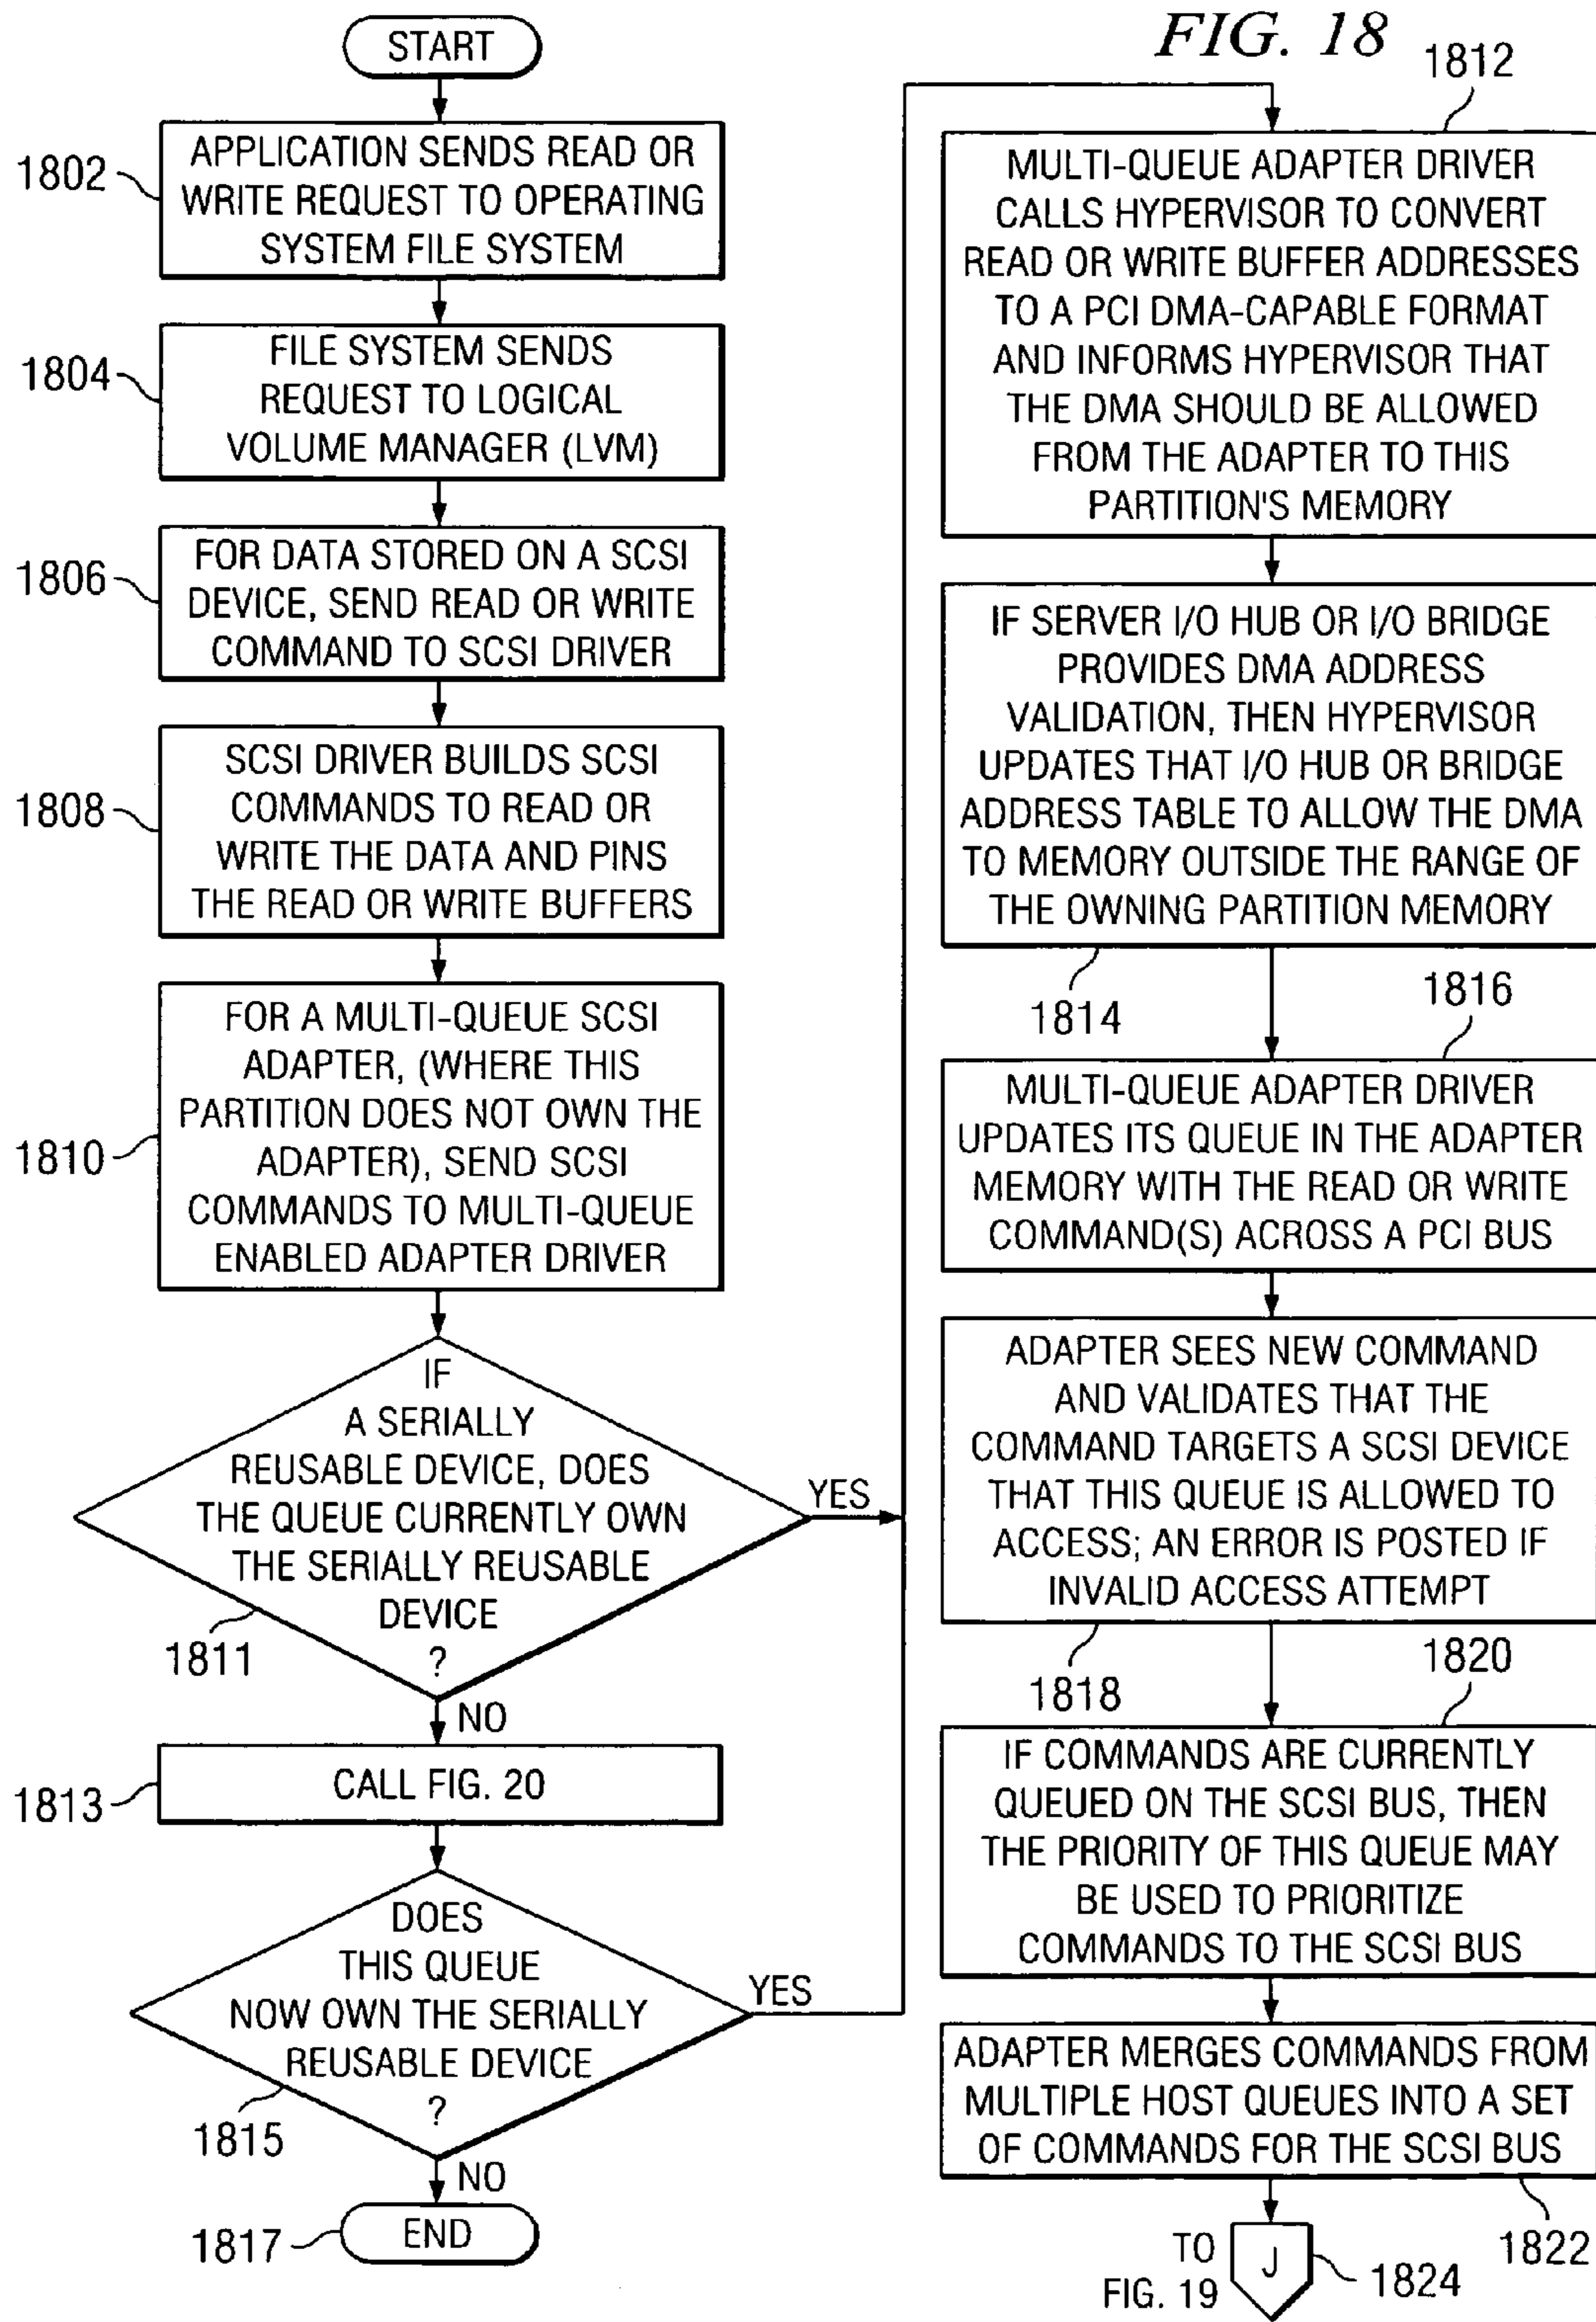 FIG. 18
START
1802
APPLICATION SENDS READ OR
WRITE REQUEST TO OPERATING
SYSTEM FILE SYSTEM
1804
FILE SYSTEM SENDS
REQUEST TO LOGICAL
VOLUME MANAGER (LVM)
1806
FOR DATA STORED ON A SCSI
DEVICE, SEND READ OR WRITE
COMMAND TO SCSI DRIVER
1808
SCSI DRIVER BUILDS SCSI
COMMANDS TO READ OR
WRITE THE DATA AND PINS
THE READ OR WRITE BUFFERS
1810
FOR A MULTI-QUEUE SCSI
ADAPTER, (WHERE THIS
PARTITION DOES NOT OWN THE
ADAPTER), SEND SCSI
COMMANDS TO MULTI-QUEUE
ENABLED ADAPTER DRIVER
IF
A SERIALLY
REUSABLE DEVICE, DOES
THE QUEUE CURRENTLY OWN
THE SERIALLY REUSABLE
DEVICE
?
1811
YES
NO
1813
CALL FIG. 20
DOES
THIS QUEUE
NOW OWN THE SERIALLY
REUSABLE DEVICE
?
1815
YES
NO
1817
END
1812
MULTI-QUEUE ADAPTER DRIVER
CALLS HYPERVISOR TO CONVERT
READ OR WRITE BUFFER ADDRESSES
TO A PCI DMA-CAPABLE FORMAT
AND INFORMS HYPERVISOR THAT
THE DMA SHOULD BE ALLOWED
FROM THE ADAPTER TO THIS
PARTITION'S MEMORY
IF SERVER I/O HUB OR I/O BRIDGE
PROVIDES DMA ADDRESS
VALIDATION, THEN HYPERVISOR
UPDATES THAT I/O HUB OR BRIDGE
ADDRESS TABLE TO ALLOW THE DMA
TO MEMORY OUTSIDE THE RANGE OF
THE OWNING PARTITION MEMORY
1814
1816
MULTI-QUEUE ADAPTER DRIVER
UPDATES ITS QUEUE IN THE ADAPTER
MEMORY WITH THE READ OR WRITE
COMMAND(S) ACROSS A PCI BUS
ADAPTER SEES NEW COMMAND
AND VALIDATES THAT THE
COMMAND TARGETS A SCSI DEVICE
THAT THIS QUEUE IS ALLOWED TO
ACCESS; AN ERROR IS POSTED IF
INVALID ACCESS ATTEMPT
1818
1820
IF COMMANDS ARE CURRENTLY
QUEUED ON THE SCSI BUS, THEN
THE PRIORITY OF THIS QUEUE MAY
BE USED TO PRIORITIZE
COMMANDS TO THE SCSI BUS
ADAPTER MERGES COMMANDS FROM
MULTIPLE HOST QUEUES INTO A SET
OF COMMANDS FOR THE SCSI BUS
1822
TO
FIG. 19
J
1824